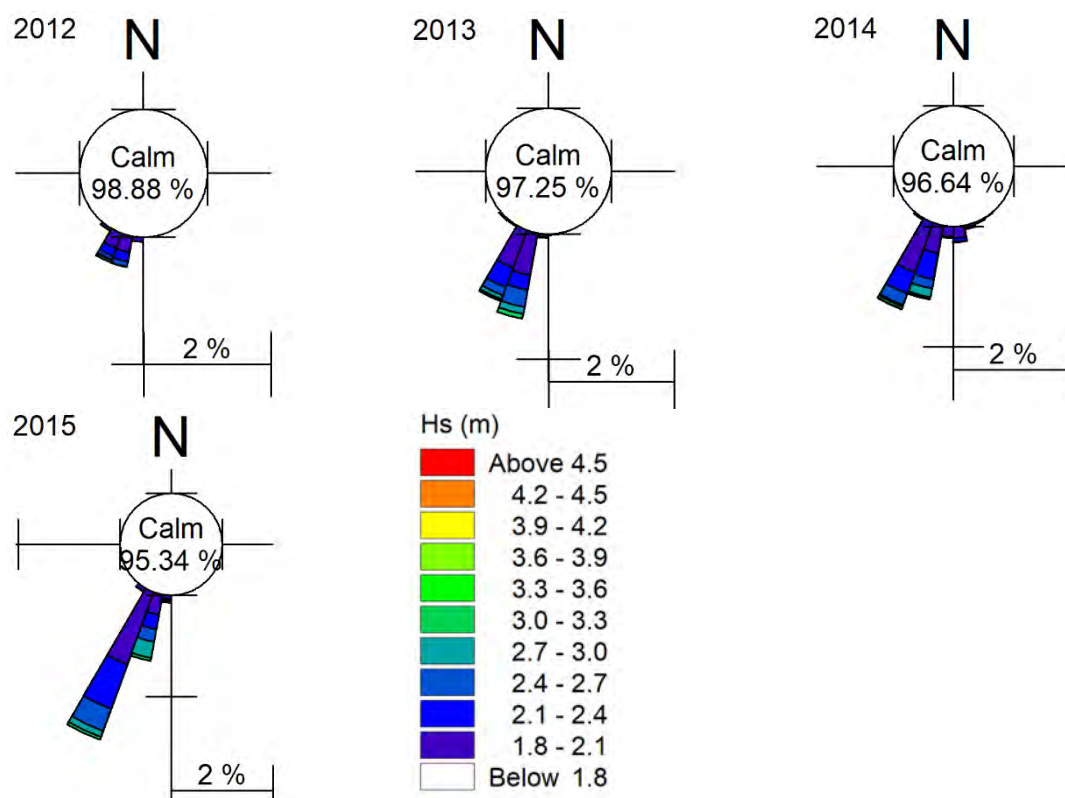 2012 N
Calm
98.88 %
2 %
2013 N
Calm
97.25 %
2 %
2014 N
Calm
96.64 %
2 %
2015 N
Calm
95.34 %
2 %
Hs (m)
Above 4.5
4.2 - 4.5
3.9 - 4.2
3.6 - 3.9
3.3 - 3.6
3.0 - 3.3
2.7 - 3.0
2.4 - 2.7
2.1 - 2.4
1.8 - 2.1
Below 1.8